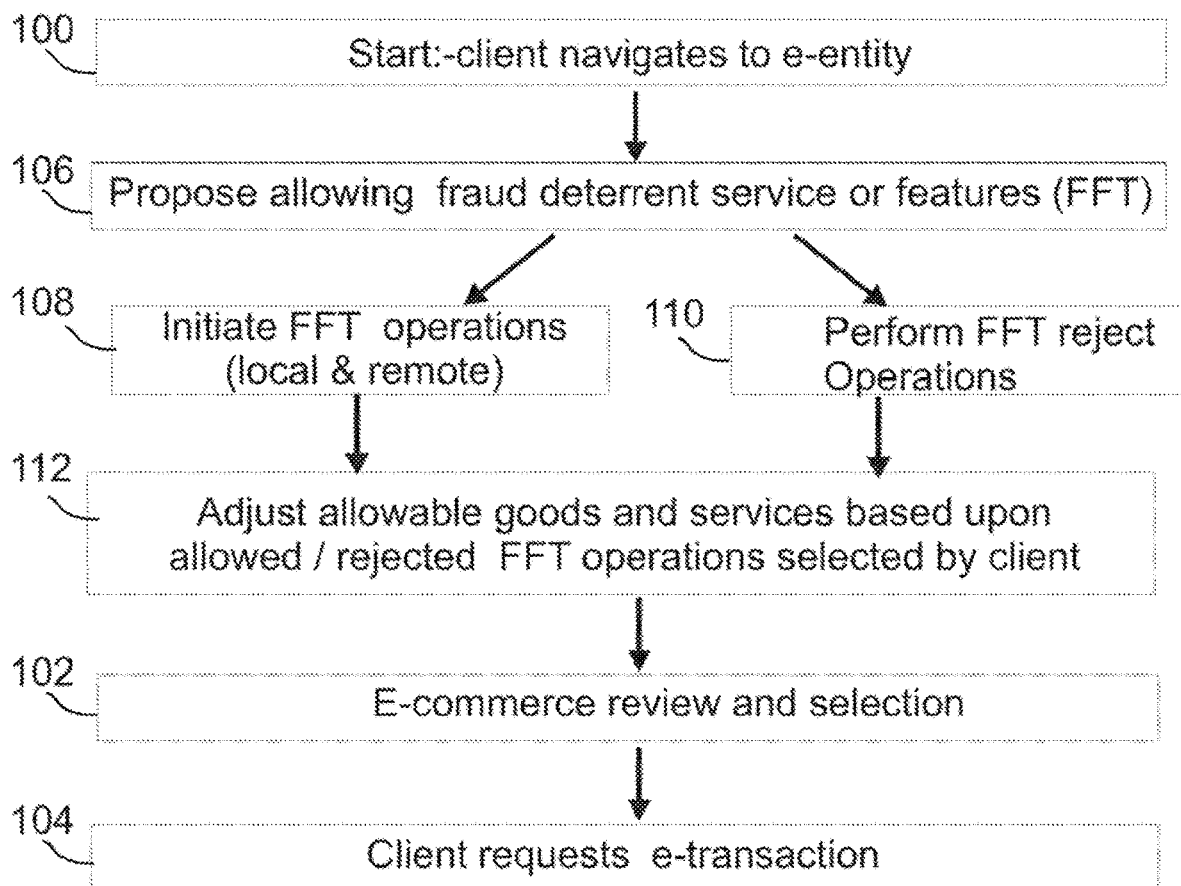 100
Start:-client navigates to e-entity
106
Propose allowing fraud deterrent service or features (FFT)
108
Initiate FFT operations
(local & remote)
110
Perform FFT reject
Operations
112
Adjust allowable goods and services based upon
allowed / rejected FFT operations selected by client
102
E-commerce review and selection
104
Client requests e-transaction